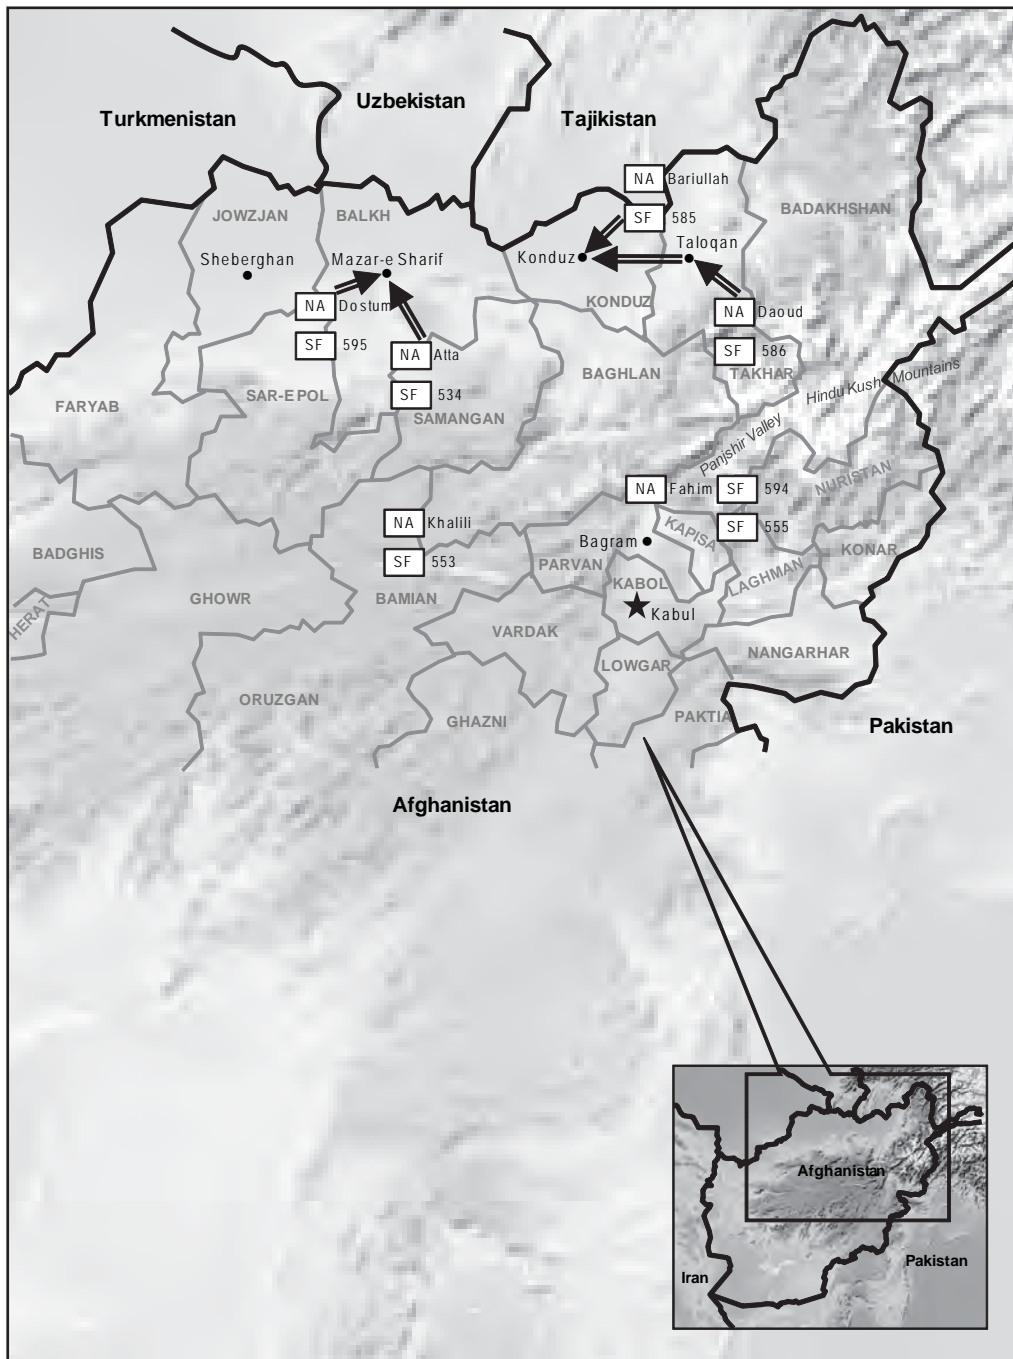 Uzbekistan
Turkmenistan
Tajikistan
NA Bariullah
BADAKHSHAN
JOWZJAN
BALKH
SF 585
Taloqan
Sheberghan
Mazar-e Sharif
Konduz
NA Dostum
KONDUZ
NA Daoud
SF 595
NA Atta
SF 586
BAGHLAN
TAKHAR
Hindu Kush Mountains
SAR-E POL
SF 534
FARYAB
SAMANGAN
Panjshir Valley
NURISTAN
NA Fahim SF 594
NA Khalili
SF 555
KAPISA
Bagram
KONAR
BADGHIS
SF 553
PARVAN
KABOL
LAGHMAN
GHOWR
BAMIAN
HERAT
Kabul
VARDAK
NANGARHAR
LOWGAR
ORUZGAN
GHAZNI
PAKTIA
Pakistan
Afghanistan
Afghanistan
Pakistan
Iran